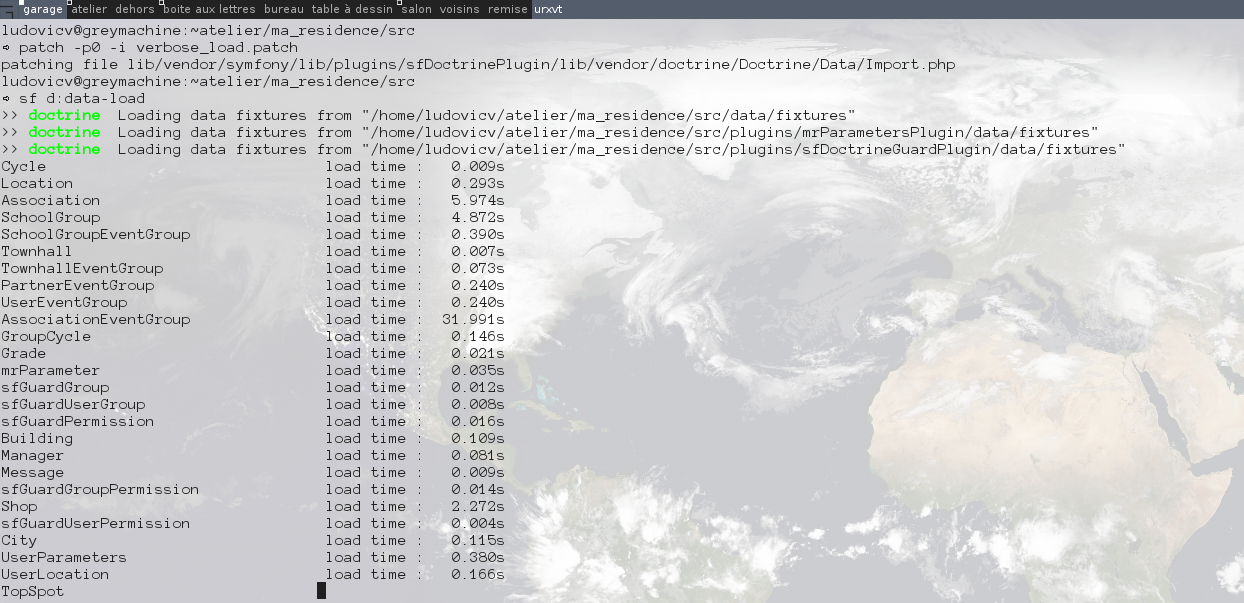 garage atelier dehors boite aux lettres bureau table à dessin salon voisins remise urxvt
ludovicv@greymachine:~atelier/ma_residence/src
➪ patch -p0 -i verbose_load.patch
patching file lib/vendor/symfony/lib/plugins/sfDoctrinePlugin/lib/vendor/doctrine/Doctrine/Data/Import.php
ludovicv@greymachine:~atelier/ma_residence/src
➪ sf d:data-load
>> doctrine  Loading data fixtures from "/home/ludovicv/atelier/ma_residence/src/data/fixtures"
>> doctrine  Loading data fixtures from "/home/ludovicv/atelier/ma_residence/src/plugins/mrParametersPlugin/data/fixtures"
>> doctrine  Loading data fixtures from "/home/ludovicv/atelier/ma_residence/src/plugins/sfDoctrineGuardPlugin/data/fixtures"
Cycle load time : 0.009s
Location load time : 0.293s
Association load time : 5.974s
SchoolGroup load time : 4.872s
SchoolGroupEventGroup load time : 0.390s
Townhall load time : 0.007s
TownhallEventGroup load time : 0.073s
PartnerEventGroup load time : 0.240s
UserEventGroup load time : 0.240s
AssociationEventGroup load time : 31.991s
GroupCycle load time : 0.146s
Grade load time : 0.021s
mrParameter load time : 0.035s
sfGuardGroup load time : 0.012s
sfGuardUserGroup load time : 0.008s
sfGuardPermission load time : 0.016s
Building load time : 0.109s
Manager load time : 0.081s
Message load time : 0.009s
sfGuardGroupPermission load time : 0.014s
Shop load time : 2.272s
sfGuardUserPermission load time : 0.004s
City load time : 0.115s
UserParameters load time : 0.380s
UserLocation load time : 0.166s
TopSpot